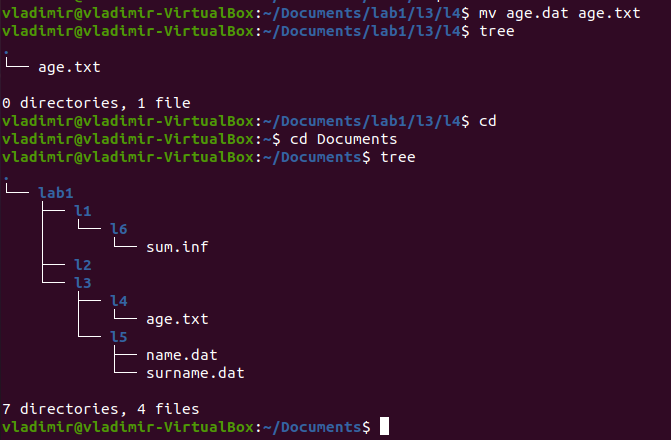 vladimir@vladimir-VirtualBox:~/Documents/lab1/l3/l4$ mv age.dat age.txt
vladimir@vladimir-VirtualBox:~/Documents/lab1/l3/l4$ tree
.
└── age.txt

0 directories, 1 file
vladimir@vladimir-VirtualBox:~/Documents/lab1/l3/l4$ cd
vladimir@vladimir-VirtualBox:~$ cd Documents
vladimir@vladimir-VirtualBox:~/Documents$ tree
.
└── lab1
    ├── l1
    │   └── l6
    │       └── sum.inf
    ├── l2
    └── l3
        ├── l4
        │   └── age.txt
        └── l5
            ├── name.dat
            └── surname.dat

7 directories, 4 files
vladimir@vladimir-VirtualBox:~/Documents$